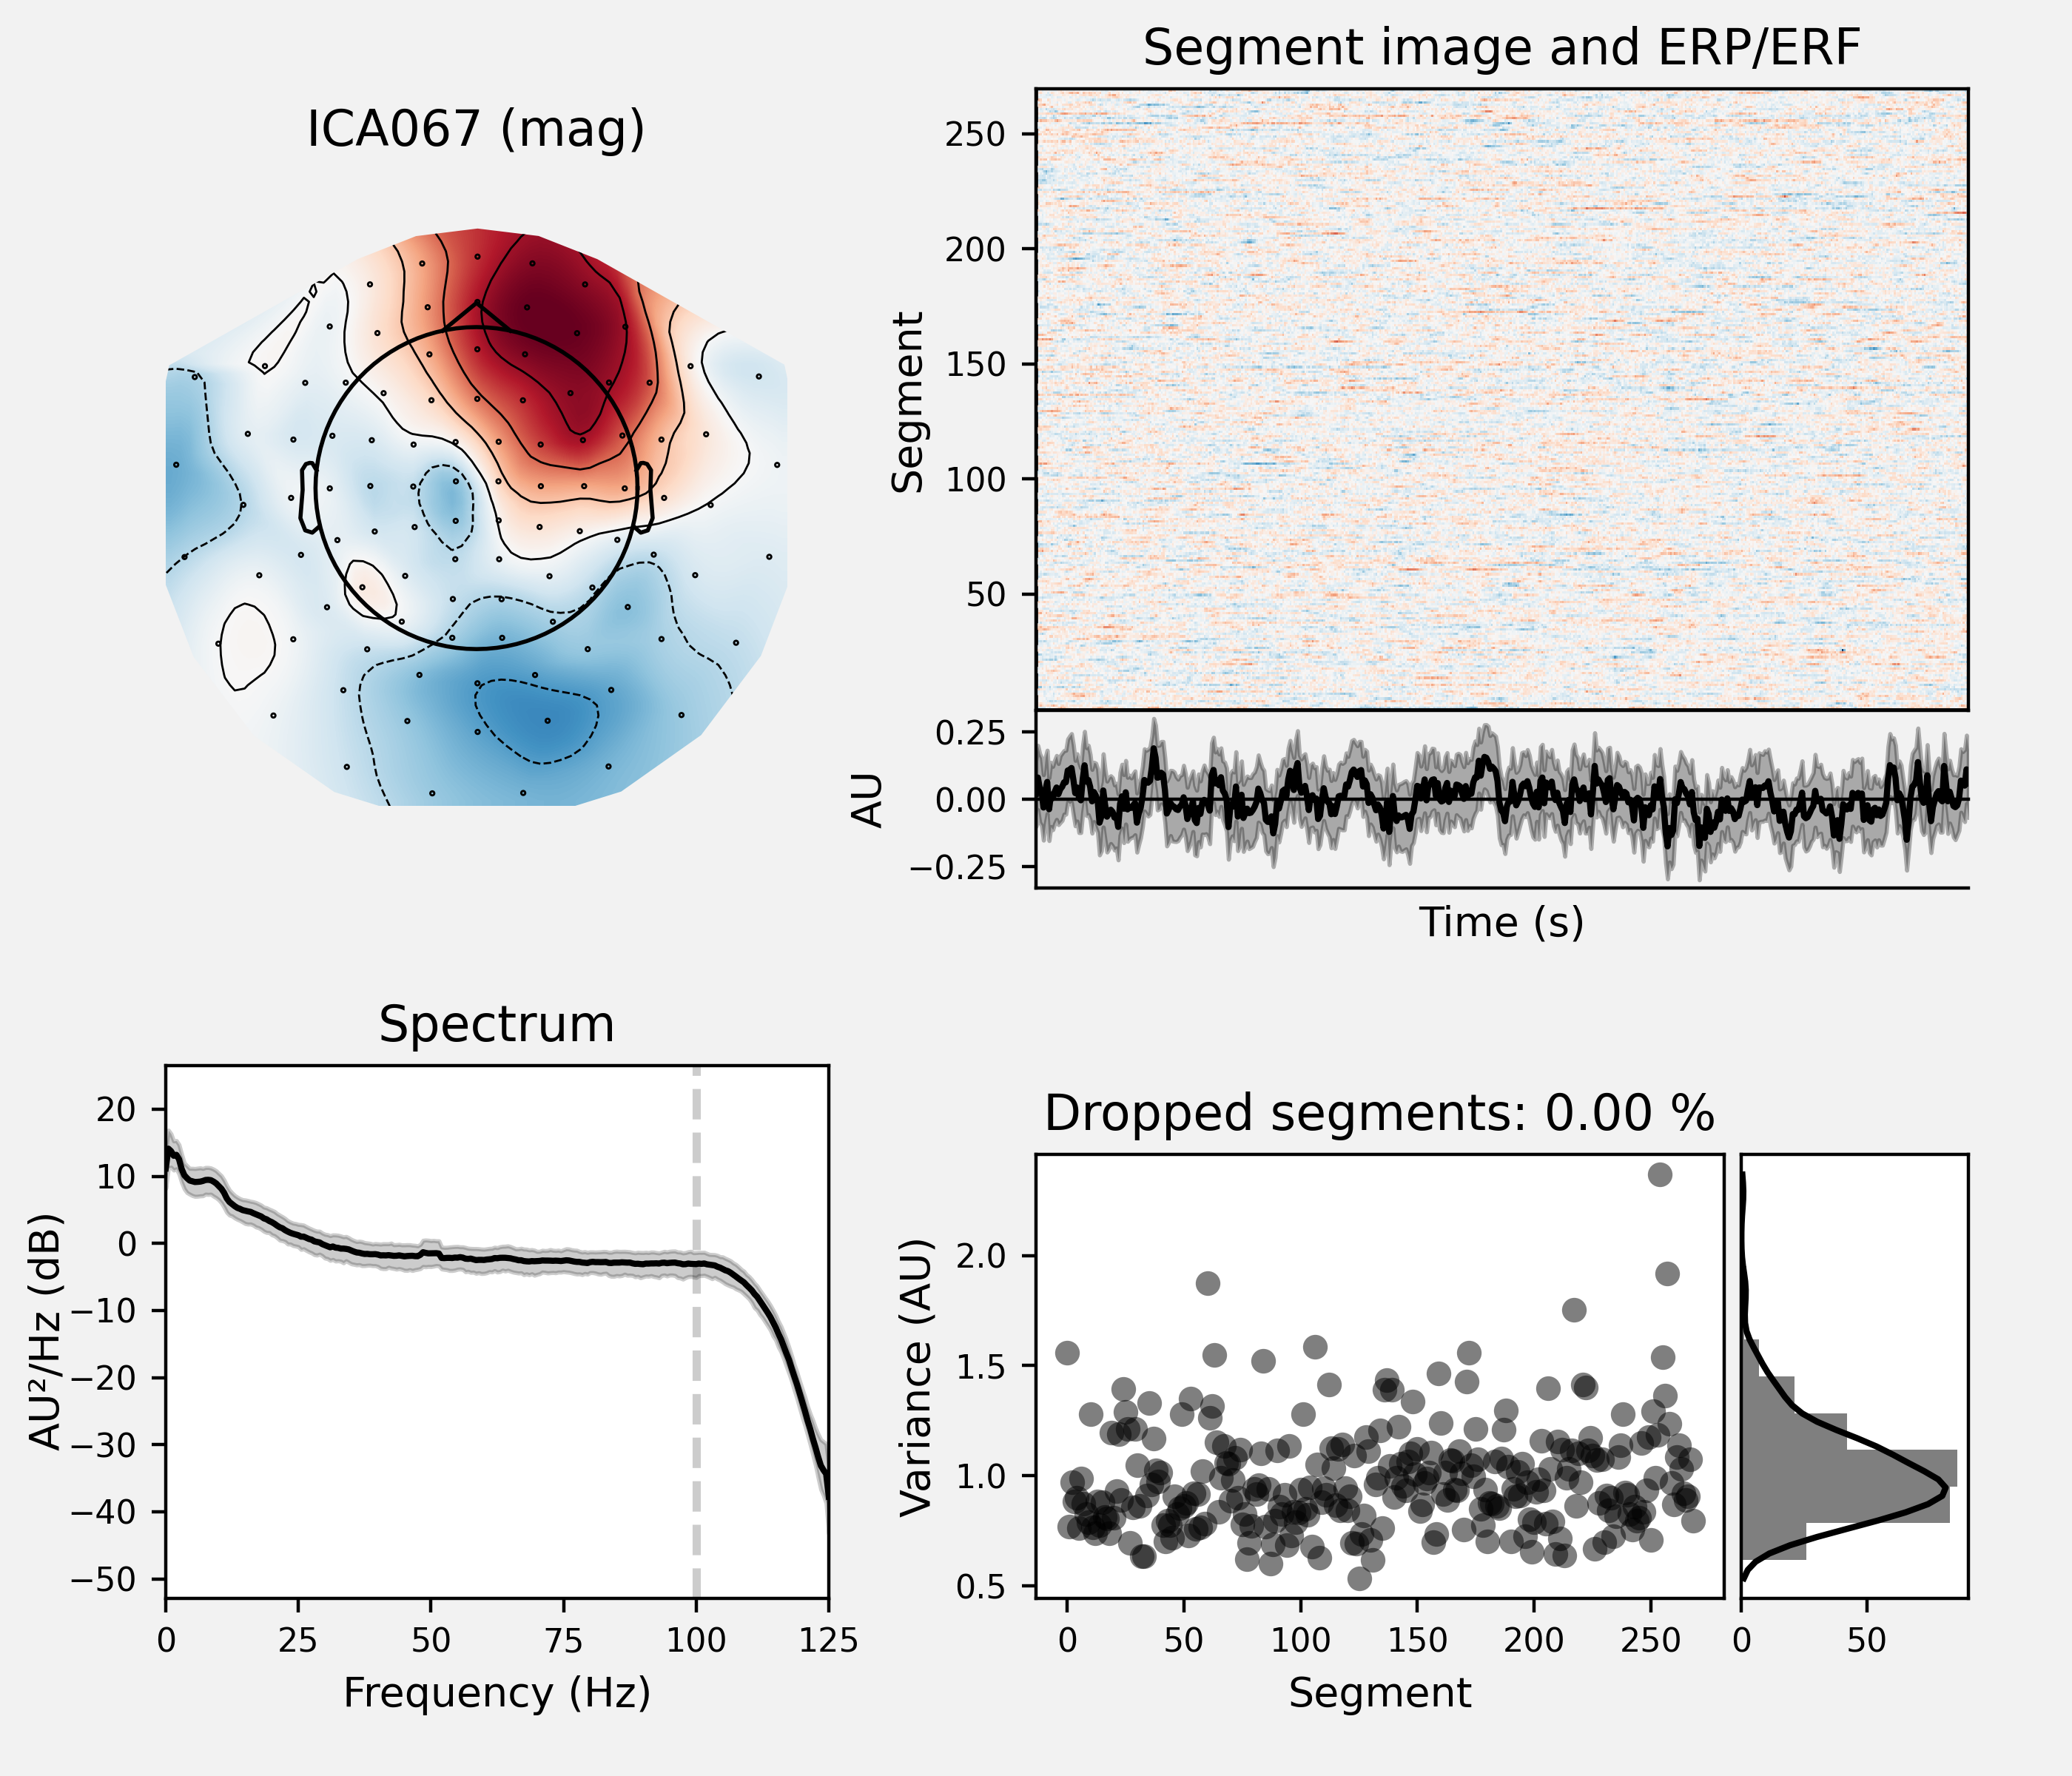 ICA067 (mag)
Segment image and ERP/ERF
Segment
250
200
150
100
50
AU
0.25
0.00
−0.25
Time (s)
Spectrum
AU²/Hz (dB)
20
10
0
−10
−20
−30
−40
−50
0 25 50 75 100 125
Frequency (Hz)
Dropped segments: 0.00 %
Variance (AU)
2.0
1.5
1.0
0.5
0 50 100 150 200 250
Segment
0 50